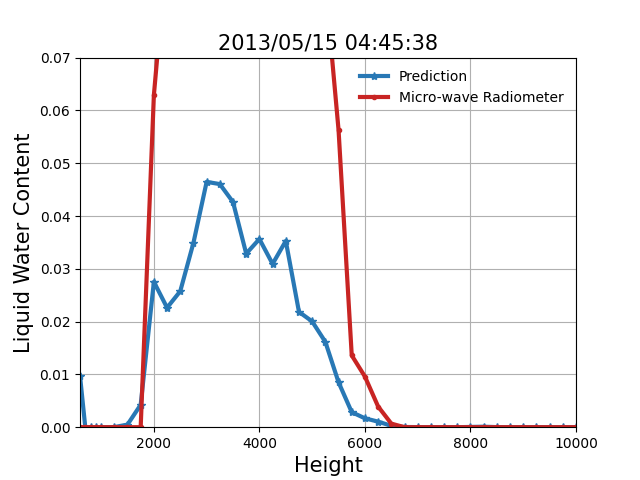 2013/05/15 04:45:38
Prediction
Micro-wave Radiometer
Liquid Water Content
0.07
0.06
0.05
0.04
0.03
0.02
0.01
0.00
2000 4000 6000 8000 10000
Height